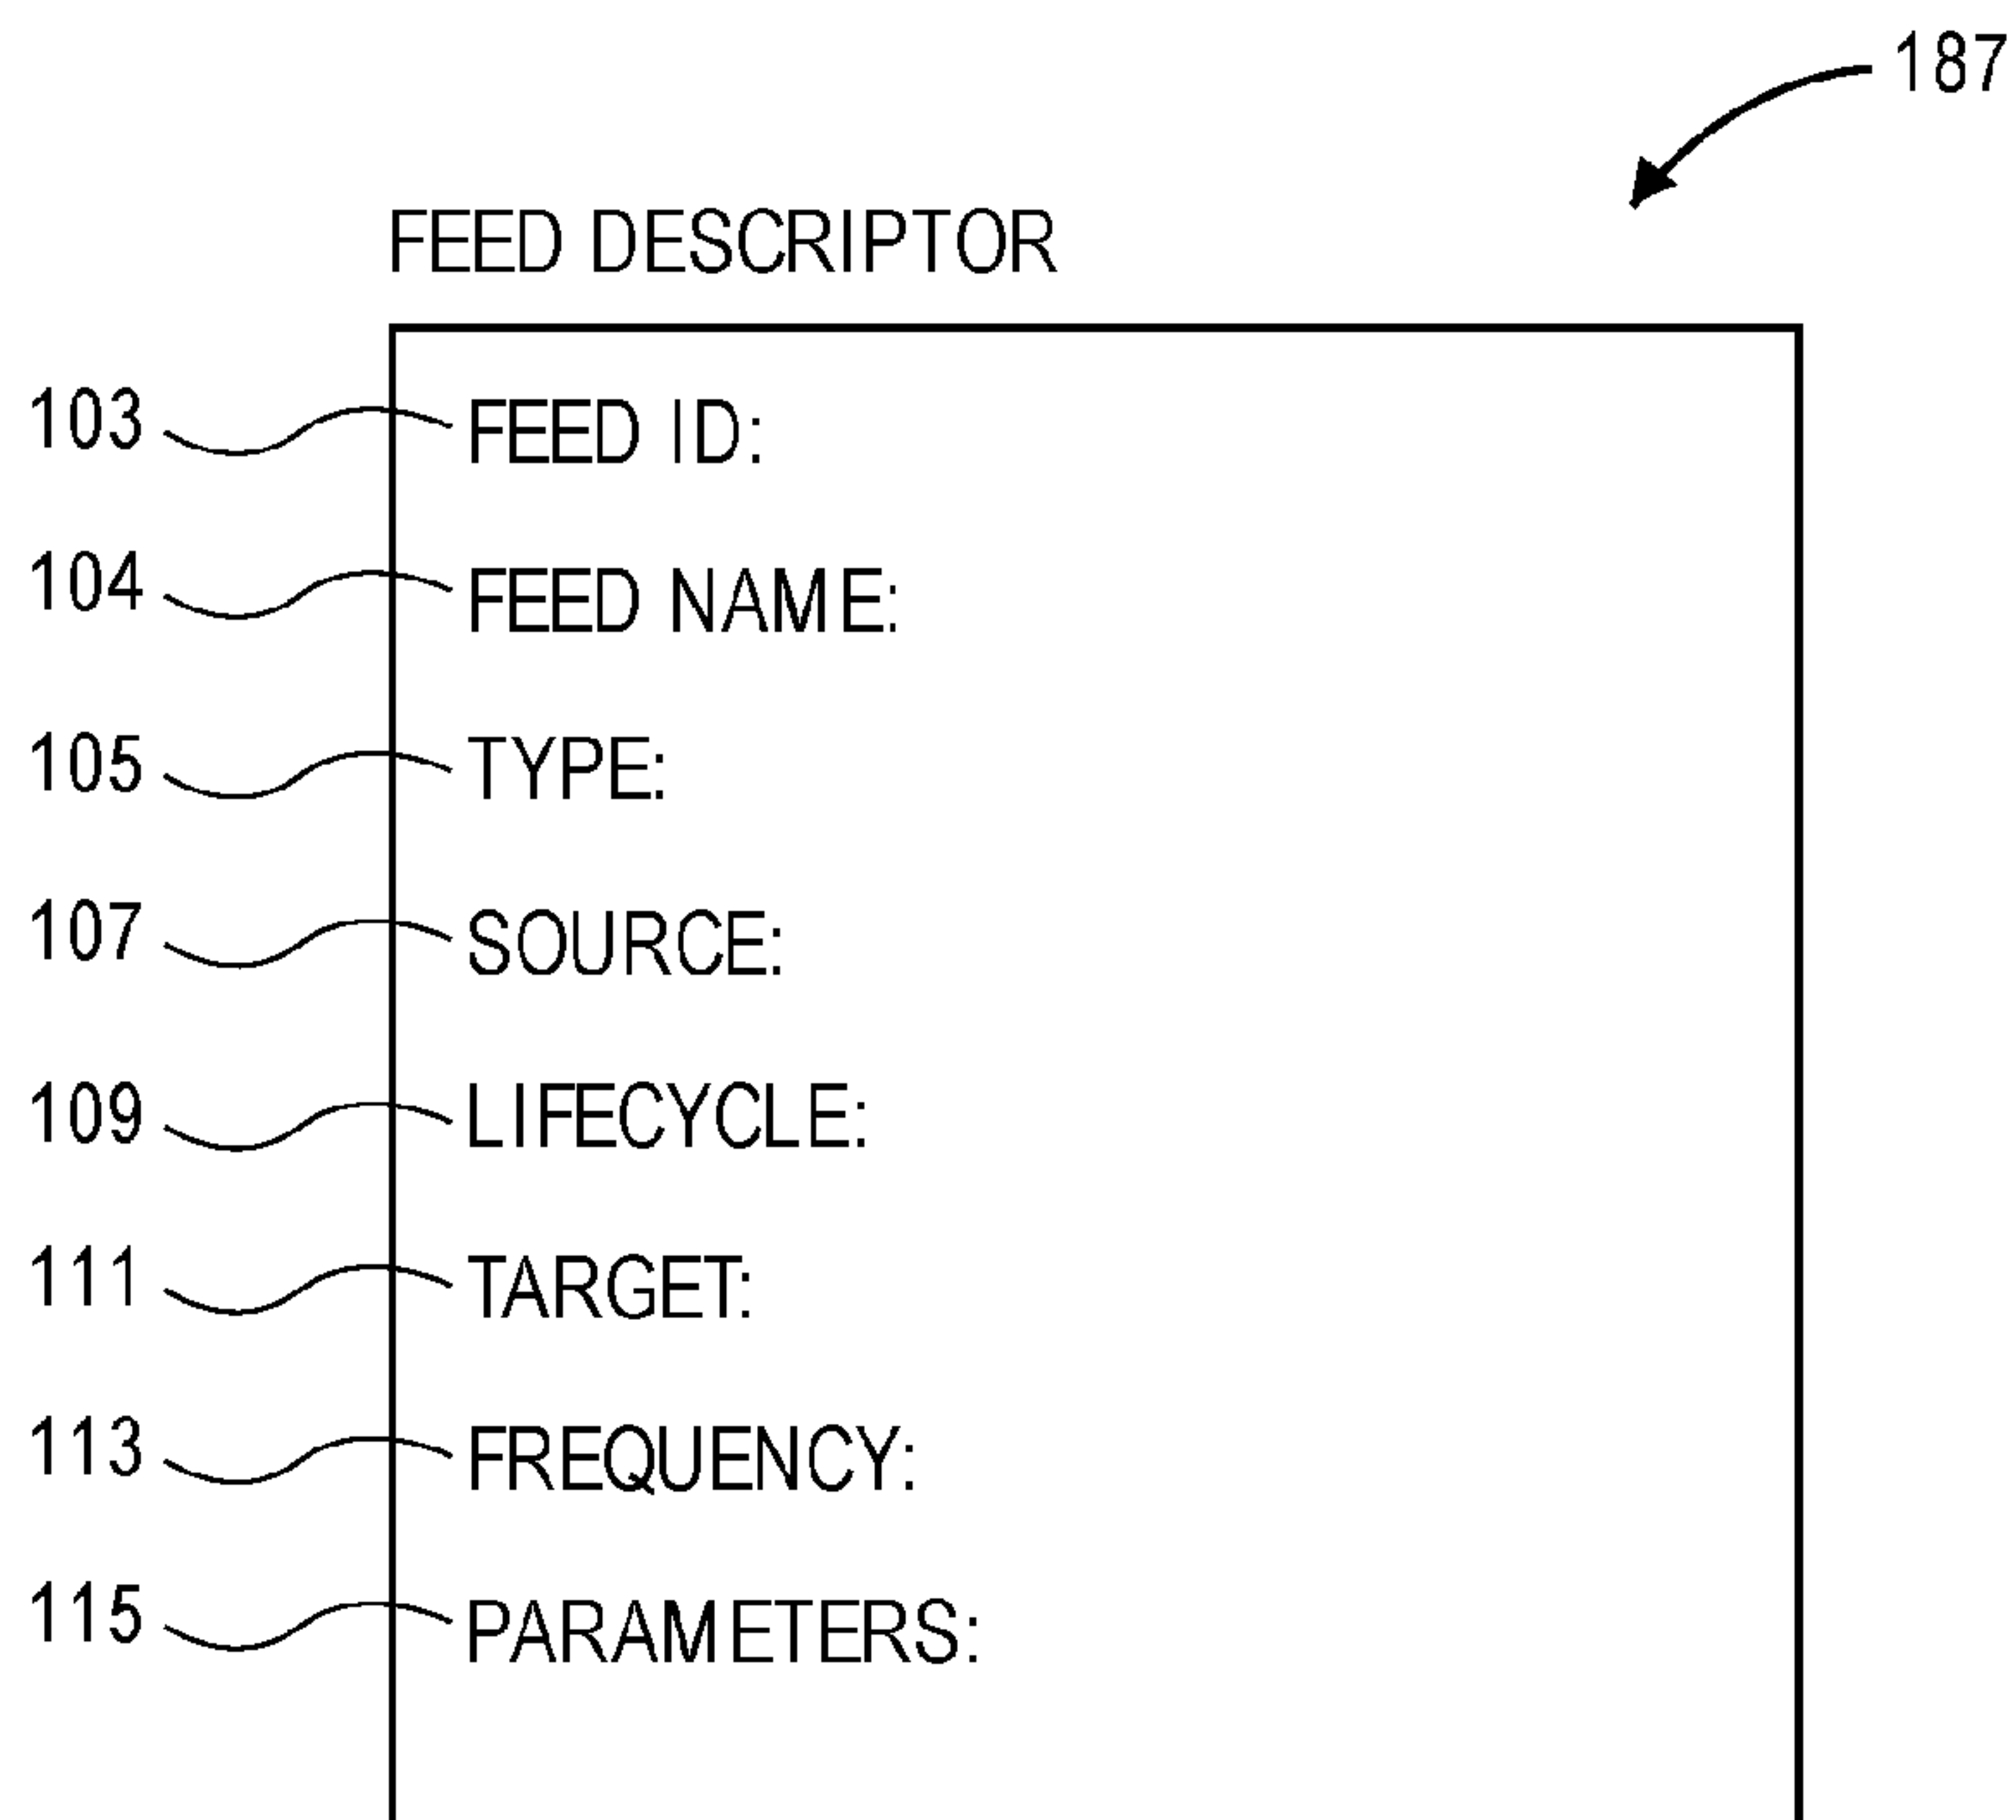 187
FEED DESCRIPTOR
103 FEED ID:
104 FEED NAME:
105 TYPE:
107 SOURCE:
109 LIFECYCLE:
111 TARGET:
113 FREQUENCY:
115 PARAMETERS: